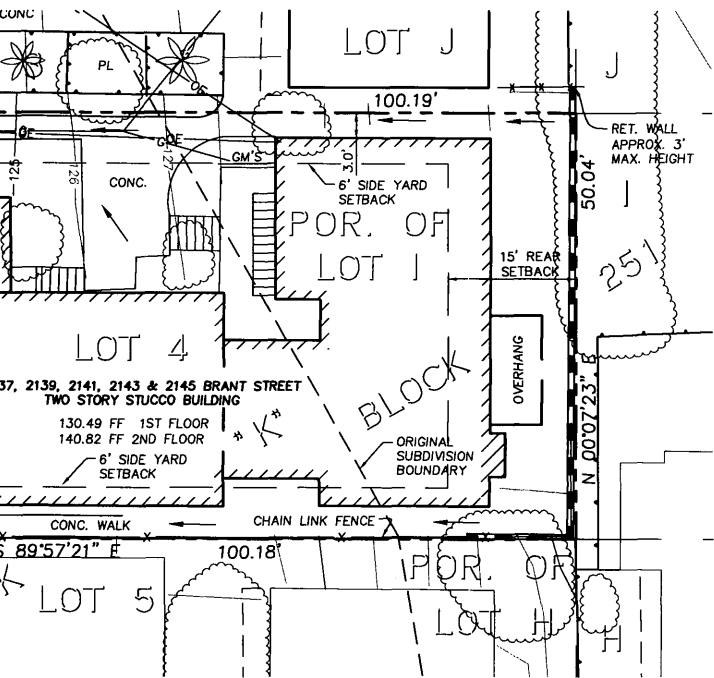 CONC
LOT J
PL
J
OE
100.19'
RET. WALL
APPROX. 3'
MAX. HEIGHT
OE
OE
G
GM'S
3.0'
125
126
127
CONC.
6' SIDE YARD
SETBACK
50.04'
I
POR. OF
LOT I
15' REAR
SETBACK
251
LOT 4
OVERHANG
37, 2139, 2141, 2143 & 2145 BRANT STREET
TWO STORY STUCCO BUILDING
BLOCK
"K"
130.49 FF 1ST FLOOR
140.82 FF 2ND FLOOR
N 00°07'23" E
6' SIDE YARD
SETBACK
ORIGINAL
SUBDIVISION
BOUNDARY
CONC. WALK
CHAIN LINK FENCE
S 89°57'21" E
100.18'
POR. OF
LOT H
LOT 5
H